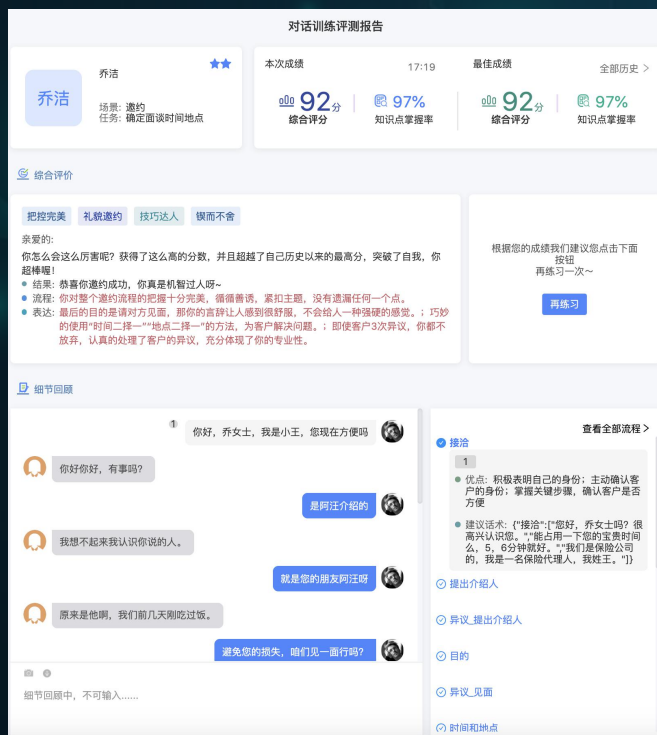 对话训练评测报告
乔洁
乔洁
场景: 邀约
任务: 确定面谈时间地点
本次成绩
17:19
92分
综合评分
97%
知识点掌握率
最佳成绩
全部历史 >
92分
综合评分
97%
知识点掌握率
综合评价
把控完美 礼貌邀约 技巧达人 锲而不舍
亲爱的:
你怎么会这么厉害呢? 获得了这么高的分数, 并且超越了自己历史以来的最高分, 突破了自我, 你
超棒喔!
结果: 恭喜你邀约成功, 你真是机智过人呀~
流程: 你对整个邀约流程的把握十分完美, 循循善诱, 紧扣主题, 没有遗漏任何一个点。
表达: 最后的目的是请对方见面, 那你的言辞让人感到很舒服, 不会给人一种强硬的感觉。; 巧妙
的使用“时间二择一”“地点二择一”的方法, 为客户解决问题。; 即使客户3次异议, 你都不
放弃, 认真的处理了客户的异议, 充分体现了你的专业性。
根据您的成绩我们建议您点击下面
按钮
再练习一次~
再练习
细节回顾
1
你好, 乔女士, 我是小王, 您现在方便吗
你好你好, 有事吗?
是阿汪介绍的
我想不起来我认识你说的人。
就是您的朋友阿汪呀
原来是他啊, 我们前几天刚吃过饭。
避免您的损失, 咱们见一面行吗?
细节回顾中, 不可输入......
查看全部流程 >
接洽
1
优点: 积极表明自己的身份; 主动确认客
户的身份; 掌握关键步骤, 确认客户是否
方便
建议话术: {"接洽":["您好, 乔女士吗? 很
高兴认识您。","能占用一下您的宝贵时间
么, 5, 6分钟就好。","我们是保险公司
的, 我是一名保险代理人, 我姓王。"]}
提出介绍人
异议_提出介绍人
目的
异议_见面
时间和地点